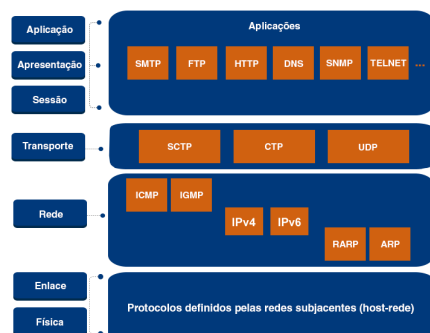 Aplicação
Apresentação
Sessão
Aplicações
SMTP FTP HTTP DNS SNMP TELNET ...
Transporte
SCTP CTP UDP
Rede
ICMP IGMP
IPv4 IPv6
RARP ARP
Enlace
Física
Protocolos definidos pelas redes subjacentes (host-rede)